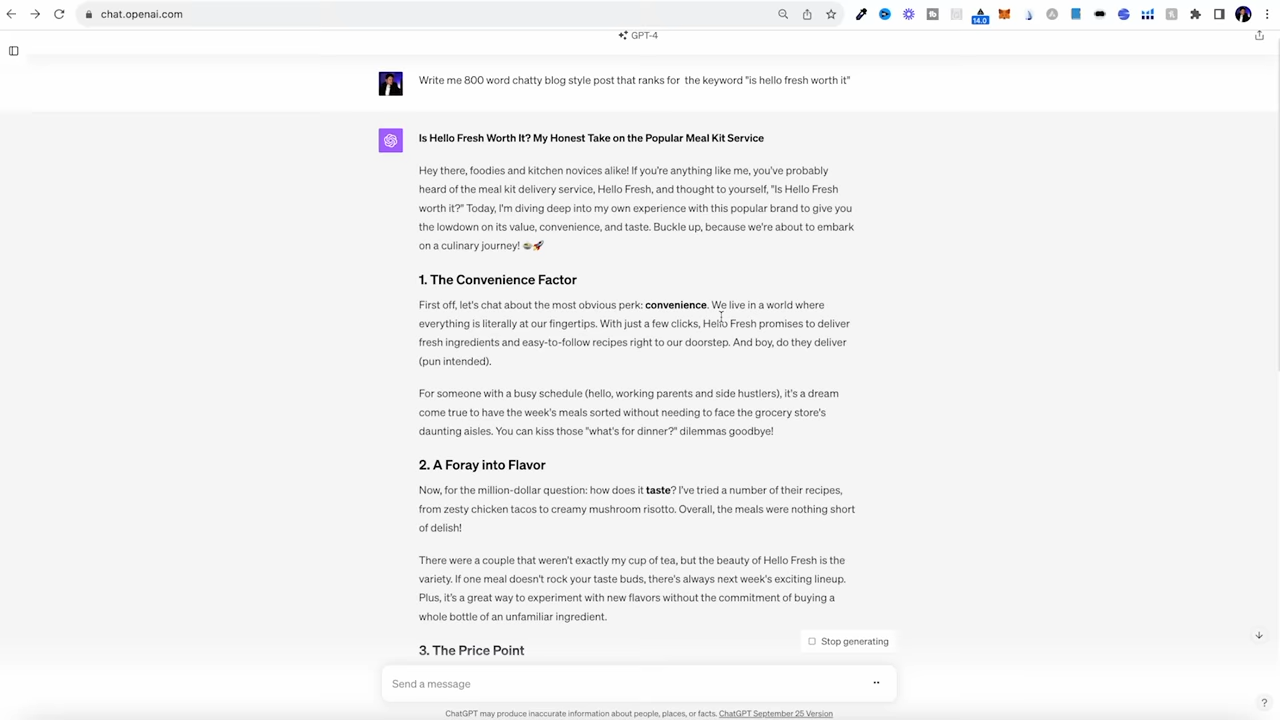 chat.openai.com
14.0
GPT-4
Write me 800 word chatty blog style post that ranks for the keyword "is hello fresh worth it"
Is Hello Fresh Worth It? My Honest Take on the Popular Meal Kit Service
Hey there, foodies and kitchen novices alike! If you're anything like me, you've probably
heard of the meal kit delivery service, Hello Fresh, and thought to yourself, "Is Hello Fresh
worth it?" Today, I'm diving deep into my own experience with this popular brand to give you
the lowdown on its value, convenience, and taste. Buckle up, because we're about to embark
on a culinary journey! 🍲🚀
1. The Convenience Factor
First off, let's chat about the most obvious perk: convenience. We live in a world where
everything is literally at our fingertips. With just a few clicks, Hello Fresh promises to deliver
fresh ingredients and easy-to-follow recipes right to our doorstep. And boy, do they deliver
(pun intended).
For someone with a busy schedule (hello, working parents and side hustlers), it's a dream
come true to have the week's meals sorted without needing to face the grocery store's
daunting aisles. You can kiss those "what's for dinner?" dilemmas goodbye!
2. A Foray into Flavor
Now, for the million-dollar question: how does it taste? I've tried a number of their recipes,
from zesty chicken tacos to creamy mushroom risotto. Overall, the meals were nothing short
of delish!
There were a couple that weren't exactly my cup of tea, but the beauty of Hello Fresh is the
variety. If one meal doesn't rock your taste buds, there's always next week's exciting lineup.
Plus, it's a great way to experiment with new flavors without the commitment of buying a
whole bottle of an unfamiliar ingredient.
Stop generating
3. The Price Point
Send a message
ChatGPT may produce inaccurate information about people, places, or facts. ChatGPT September 25 Version
?